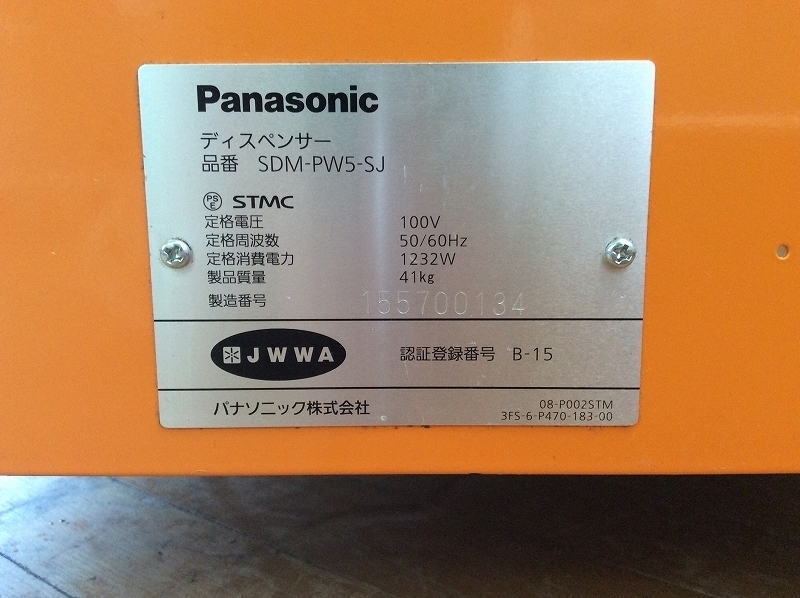 Panasonic
ディスペンサー
品番 SDM-PW5-SJ
PS E STMC
定格電圧 100V
定格周波数 50/60Hz
定格消費電力 1232W
製品質量 41kg
製造番号 155700134
JWWA 認証登録番号 B-15
パナソニック株式会社
08-P002STM
3FS-6-P470-183-00